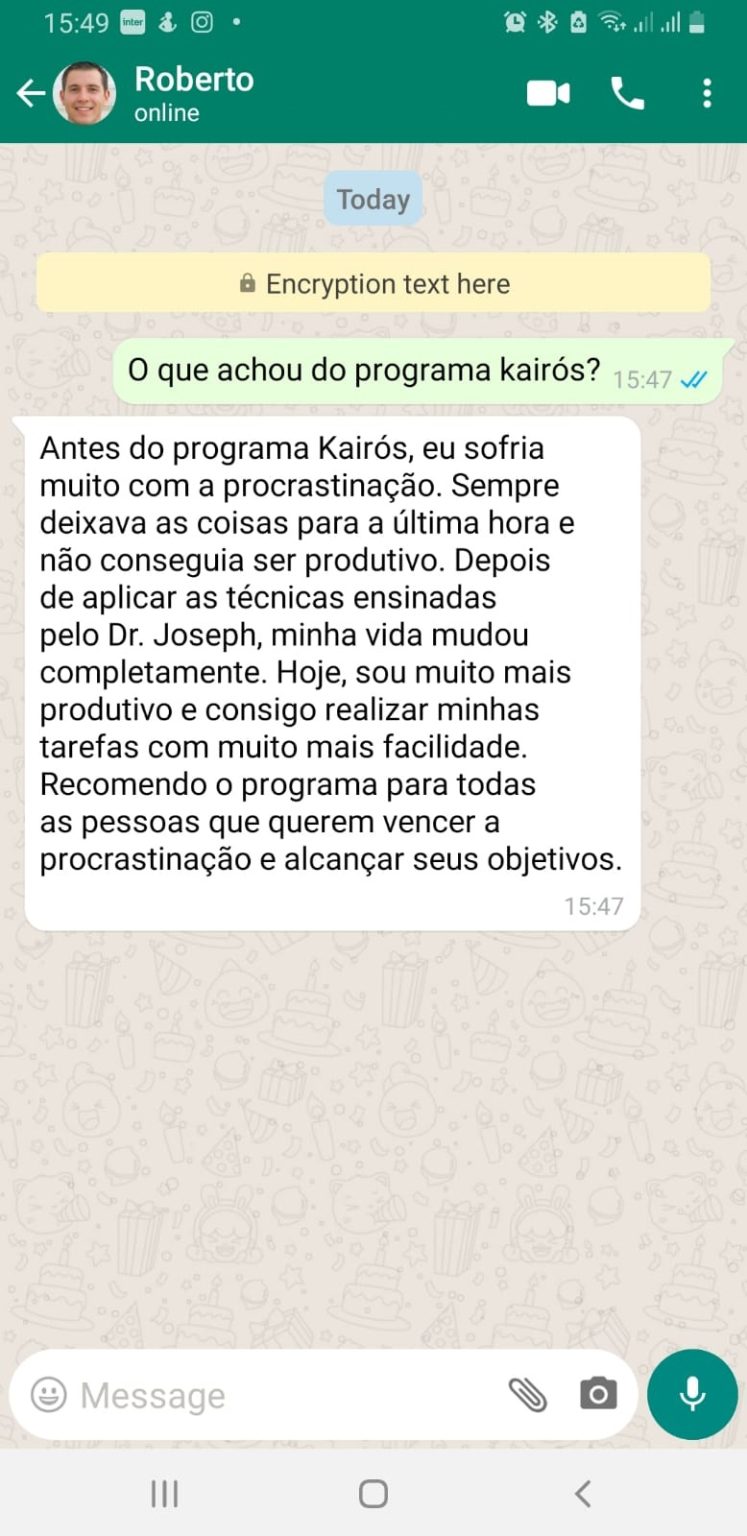 15:49 inter
Roberto
online
Today
Encryption text here
O que achou do programa kairós? 15:47
Antes do programa Kairós, eu sofria
muito com a procrastinação. Sempre
deixava as coisas para a última hora e
não conseguia ser produtivo. Depois
de aplicar as técnicas ensinadas
pelo Dr. Joseph, minha vida mudou
completamente. Hoje, sou muito mais
produtivo e consigo realizar minhas
tarefas com muito mais facilidade.
Recomendo o programa para todas
as pessoas que querem vencer a
procrastinação e alcançar seus objetivos.
15:47
Message